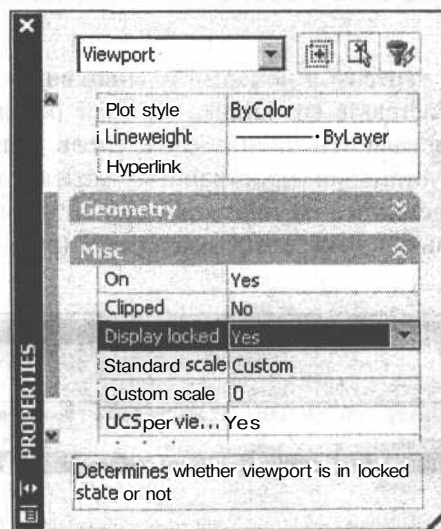 Viewport
Plot style ByColor
Lineweight ByLayer
Hyperlink
Geometry
Misc
On Yes
Clipped No
Display locked Yes
Standard scale Custom
Custom scale 0
UCS per vie... Yes
PROPERTIES
Determines whether viewport is in locked
state or not